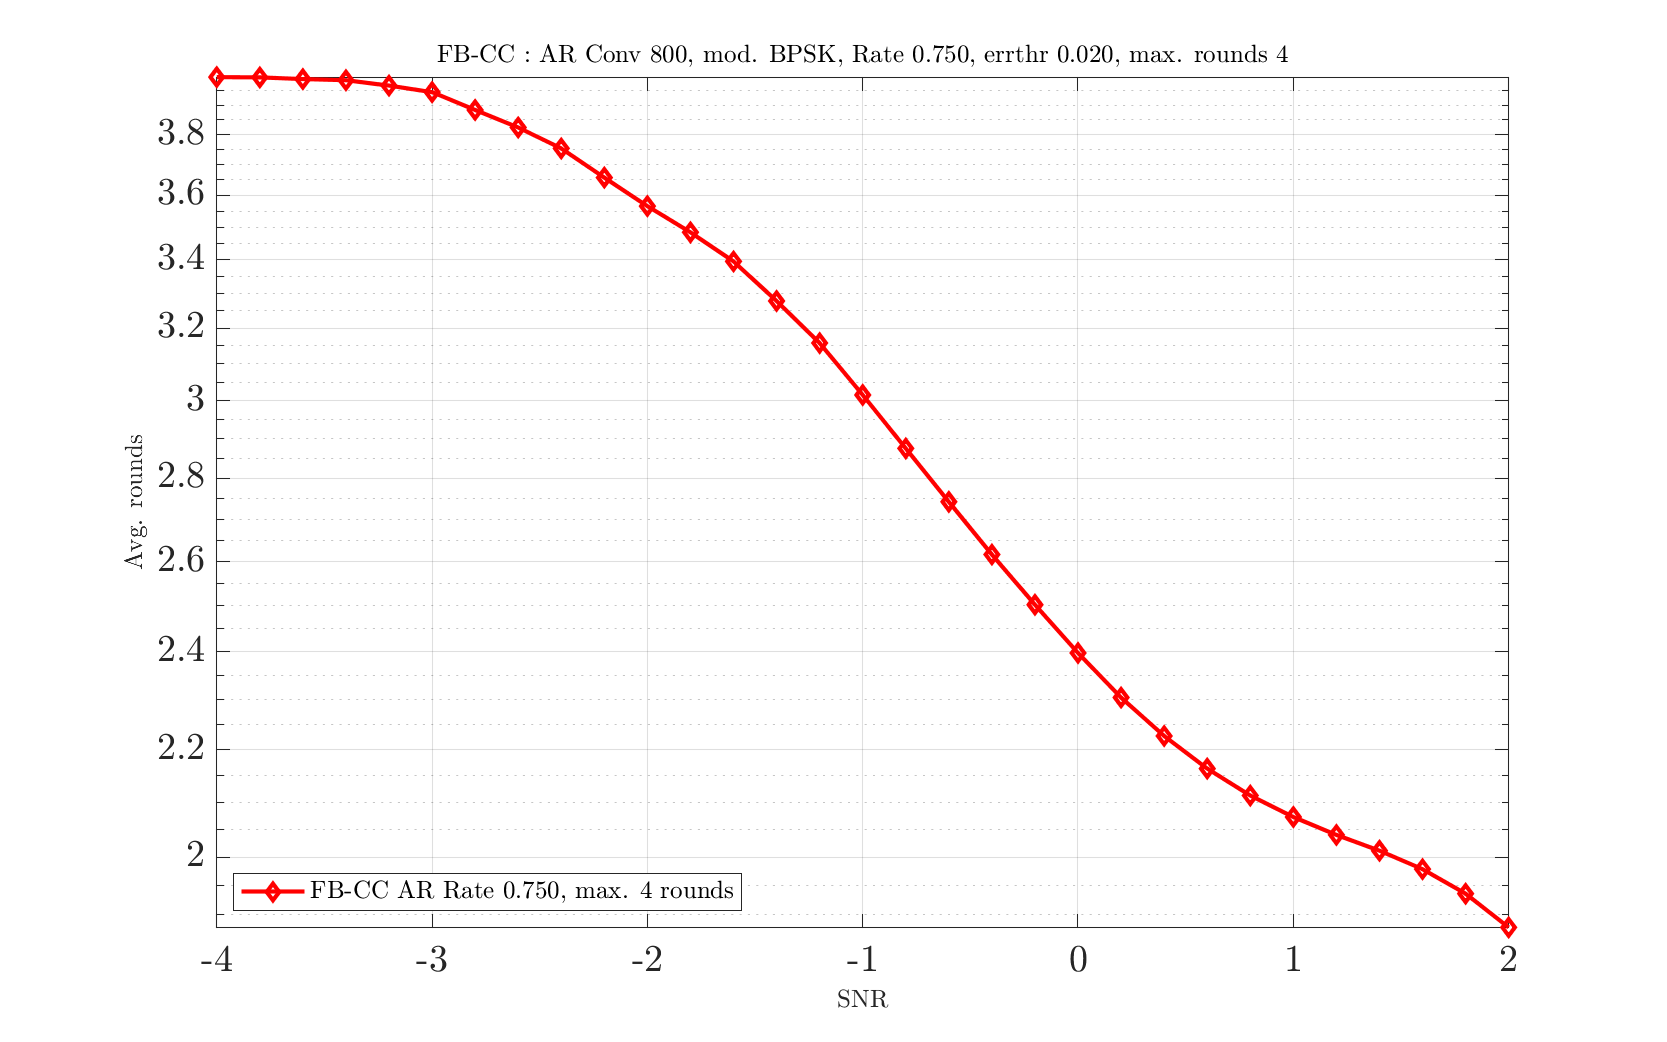 FB-CC : AR Conv 800, mod. BPSK, Rate 0.750, errthr 0.020, max. rounds 4
3.8
3.6
3.4
3.2
3
2.8
2.6
2.4
2.2
2
Avg. rounds
FB-CC AR Rate 0.750, max. 4 rounds
-4 -3 -2 -1 0 1 2
SNR